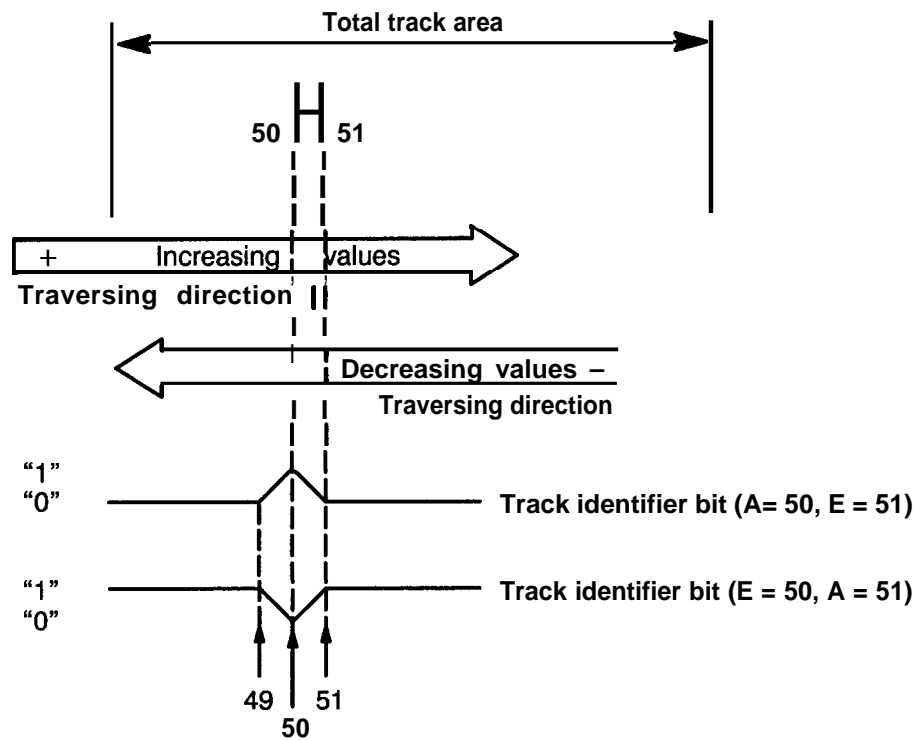 Total track area
50 51
+ Increasing values
Traversing direction
Decreasing values –
Traversing direction
“1”
“0” Track identifier bit (A= 50, E = 51)
“1” Track identifier bit (E = 50, A = 51)
“0”
49 51
50